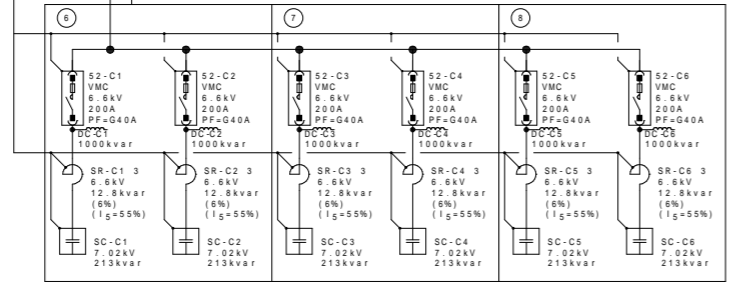 6
7
8
52-C1
VMC
6.6kV
200A
PF=G40A
DC-C1
1000kvar
52-C2
VMC
6.6kV
200A
PF=G40A
DC-C2
1000kvar
52-C3
VMC
6.6kV
200A
PF=G40A
DC-C3
1000kvar
52-C4
VMC
6.6kV
200A
PF=G40A
DC-C4
1000kvar
52-C5
VMC
6.6kV
200A
PF=G40A
DC-C5
1000kvar
52-C6
VMC
6.6kV
200A
PF=G40A
DC-C6
1000kvar
SR-C1 3
6.6kV
12.8kvar
(6%)
(I5=55%)
SR-C2 3
6.6kV
12.8kvar
(6%)
(I5=55%)
SR-C3 3
6.6kV
12.8kvar
(6%)
(I5=55%)
SR-C4 3
6.6kV
12.8kvar
(6%)
(I5=55%)
SR-C5 3
6.6kV
12.8kvar
(6%)
(I5=55%)
SR-C6 3
6.6kV
12.8kvar
(6%)
(I5=55%)
SC-C1
7.02kV
213kvar
SC-C2
7.02kV
213kvar
SC-C3
7.02kV
213kvar
SC-C4
7.02kV
213kvar
SC-C5
7.02kV
213kvar
SC-C6
7.02kV
213kvar